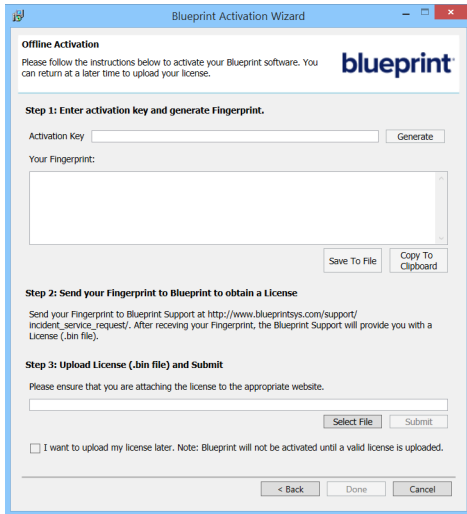 Blueprint Activation Wizard
Offline Activation
Please follow the instructions below to activate your Blueprint software. You
can return at a later time to upload your license.
blueprint
Step 1: Enter activation key and generate Fingerprint.
Activation Key
Generate
Your Fingerprint:
Save To File
Copy To
Clipboard
Step 2: Send your Fingerprint to Blueprint to obtain a License
Send your Fingerprint to Blueprint Support at http://www.blueprintsys.com/support/
incident_service_request/. After receving your Fingerprint, the Blueprint Support will provide you with a
License (.bin file).
Step 3: Upload License (.bin file) and Submit
Please ensure that you are attaching the license to the appropriate website.
Select File
Submit
I want to upload my license later. Note: Blueprint will not be activated until a valid license is uploaded.
< Back
Done
Cancel